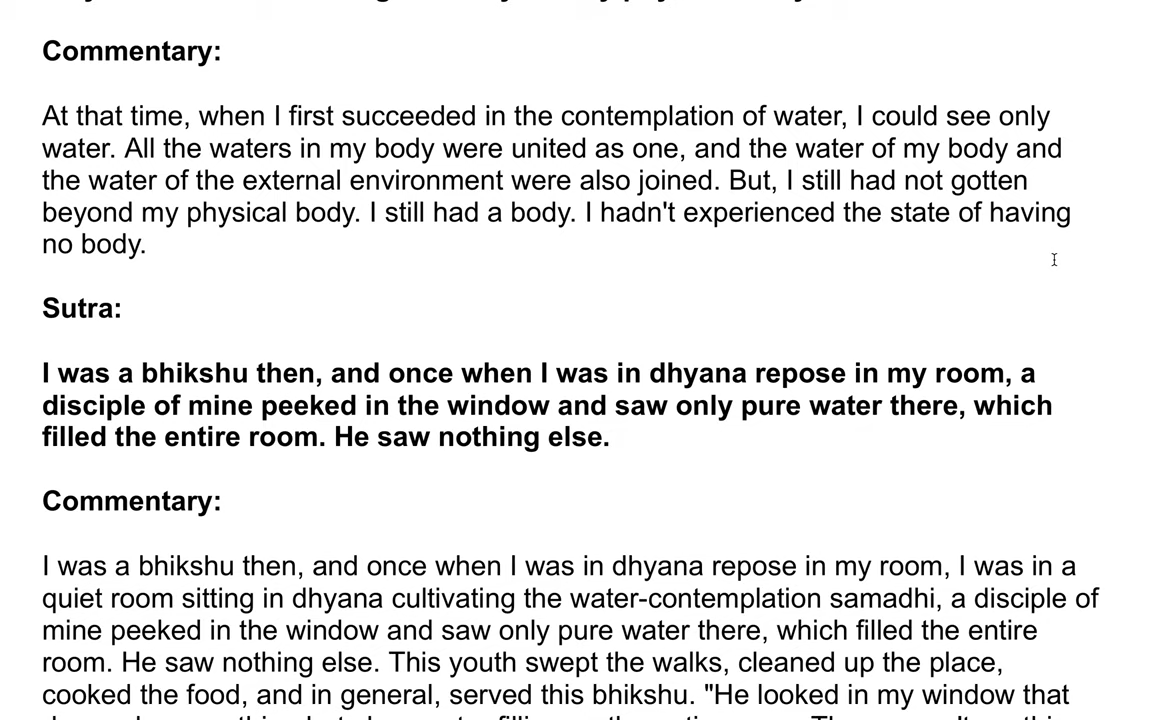 Commentary:
At that time, when I first succeeded in the contemplation of water, I could see only
water. All the waters in my body were united as one, and the water of my body and
the water of the external environment were also joined. But, I still had not gotten
beyond my physical body. I still had a body. I hadn't experienced the state of having
no body.
Sutra:
I was a bhikshu then, and once when I was in dhyana repose in my room, a
disciple of mine peeked in the window and saw only pure water there, which
filled the entire room. He saw nothing else.
Commentary:
I was a bhikshu then, and once when I was in dhyana repose in my room, I was in a
quiet room sitting in dhyana cultivating the water-contemplation samadhi, a disciple of
mine peeked in the window and saw only pure water there, which filled the entire
room. He saw nothing else. This youth swept the walks, cleaned up the place,
cooked the food, and in general, served this bhikshu. "He looked in my window that